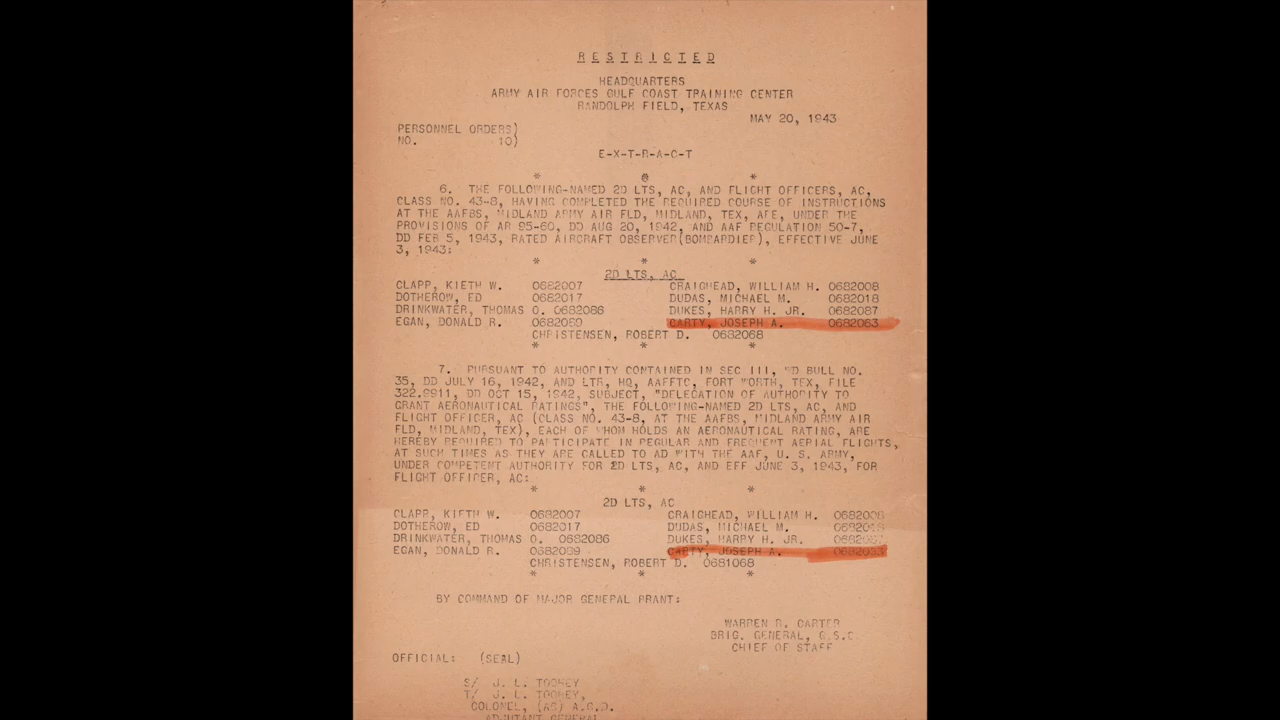 RESTRICTED
HEADQUARTERS
ARMY AIR FORCES GULF COAST TRAINING CENTER
RANDOLPH FIELD, TEXAS
MAY 20, 1943
PERSONNEL ORDERS)
NO. 10)
E-X-T-R-A-C-T
* @ *
6. THE FOLLOWING-NAMED 2D LTS, AC, AND FLIGHT OFFICERS, AC,
CLASS NO. 43-8, HAVING COMPLETED THE REQUIRED COURSE OF INSTRUCTIONS
AT THE AAFBS, MIDLAND ARMY AIR FLD, MIDLAND, TEX, ARE, UNDER THE
PROVISIONS OF AR 95-60, DD AUG 20, 1942, AND AAF REGULATION 50-7,
DD FEB 5, 1943, RATED AIRCRAFT OBSERVER(BOMBARDIER), EFFECTIVE JUNE
3, 1943:
* * *
2D LTS, AC
CLAPP, KIETH W. 0682007 CRAIGHEAD, WILLIAM H. 0682008
DOTHEROW, ED 0682017 DUDAS, MICHAEL M. 0682018
DRINKWATER, THOMAS O. 0682086 DUKES, HARRY H. JR. 0682087
EGAN, DONALD R. 0682089 CARTY, JOSEPH A. 0682063
CHRISTENSEN, ROBERT D. 0682068
* * *
7. PURSUANT TO AUTHORITY CONTAINED IN SEC III, WD BULL NO.
35, DD JULY 16, 1942, AND LTR, HQ, AAFFTC, FORT WORTH, TEX, FILE
322.9911, DD OCT 15, 1942, SUBJECT, "DELEGATION OF AUTHORITY TO
GRANT AERONAUTICAL RATINGS", THE FOLLOWING-NAMED 2D LTS, AC, AND
FLIGHT OFFICER, AC (CLASS NO. 43-8, AT THE AAFBS, MIDLAND ARMY AIR
FLD, MIDLAND, TEX), EACH OF WHOM HOLDS AN AERONAUTICAL RATING, ARE
HEREBY REQUIRED TO PARTICIPATE IN REGULAR AND FREQUENT AERIAL FLIGHTS,
AT SUCH TIMES AS THEY ARE CALLED TO AD WITH THE AAF, U. S. ARMY,
UNDER COMPETENT AUTHORITY FOR 2D LTS, AC, AND EFF JUNE 3, 1943, FOR
FLIGHT OFFICER, AC:
* * *
2D LTS, AC
CLAPP, KIETH W. 0682007 CRAIGHEAD, WILLIAM H. 0682008
DOTHEROW, ED 0682017 DUDAS, MICHAEL M. 0682018
DRINKWATER, THOMAS O. 0682086 DUKES, HARRY H. JR. 0682087
EGAN, DONALD R. 0682089 CARTY, JOSEPH A. 0682063
CHRISTENSEN, ROBERT D. 0681068
* * *
BY COMMAND OF MAJOR GENERAL BRANT:
WARREN R. CARTER
BRIG. GENERAL, G.S.C.
CHIEF OF STAFF
OFFICIAL: (SEAL)
S/ J. L. TOOHEY
T/ J. L. TOOHEY,
COLONEL, (AS) A.G.D.
ADJUTANT GENERAL